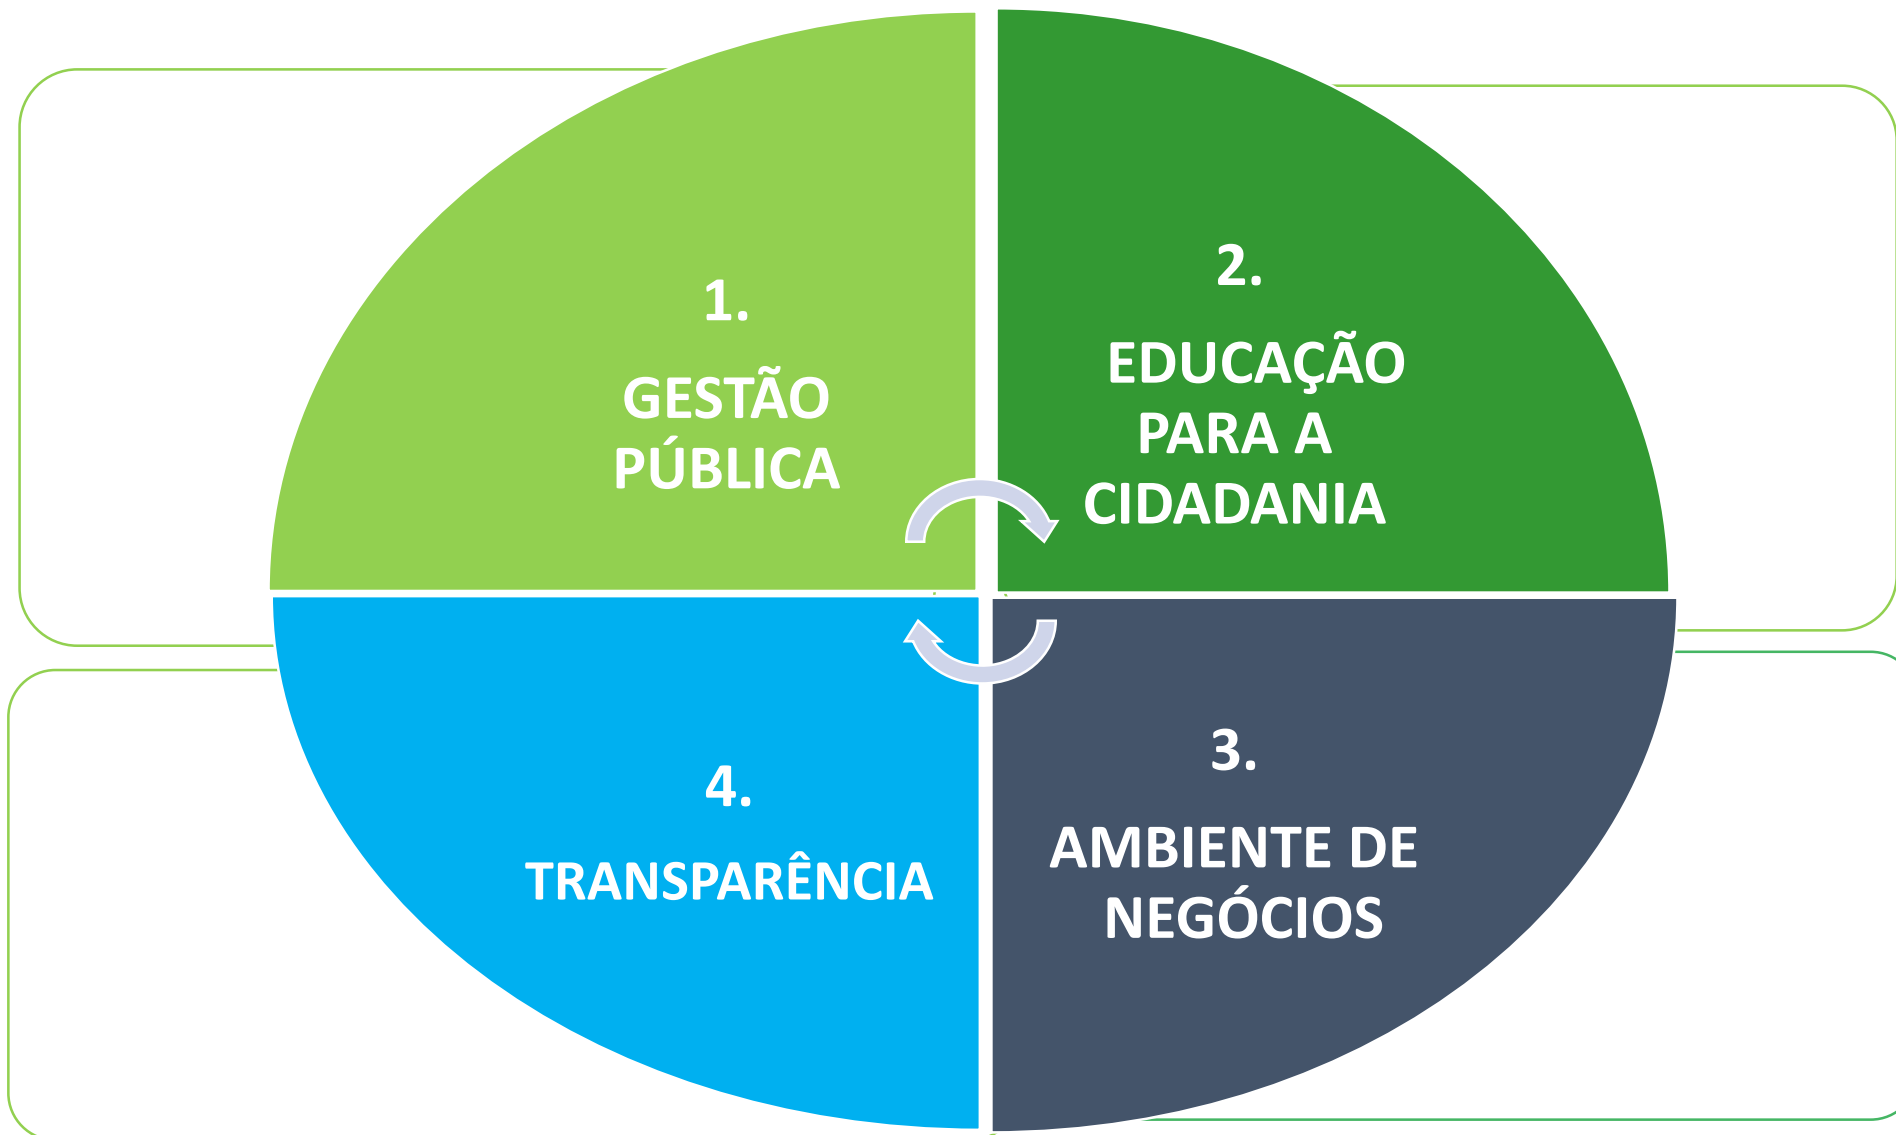 1.
GESTÃO
PÚBLICA
2.
EDUCAÇÃO
PARA A
CIDADANIA
3.
AMBIENTE DE
NEGÓCIOS
4.
TRANSPARÊNCIA